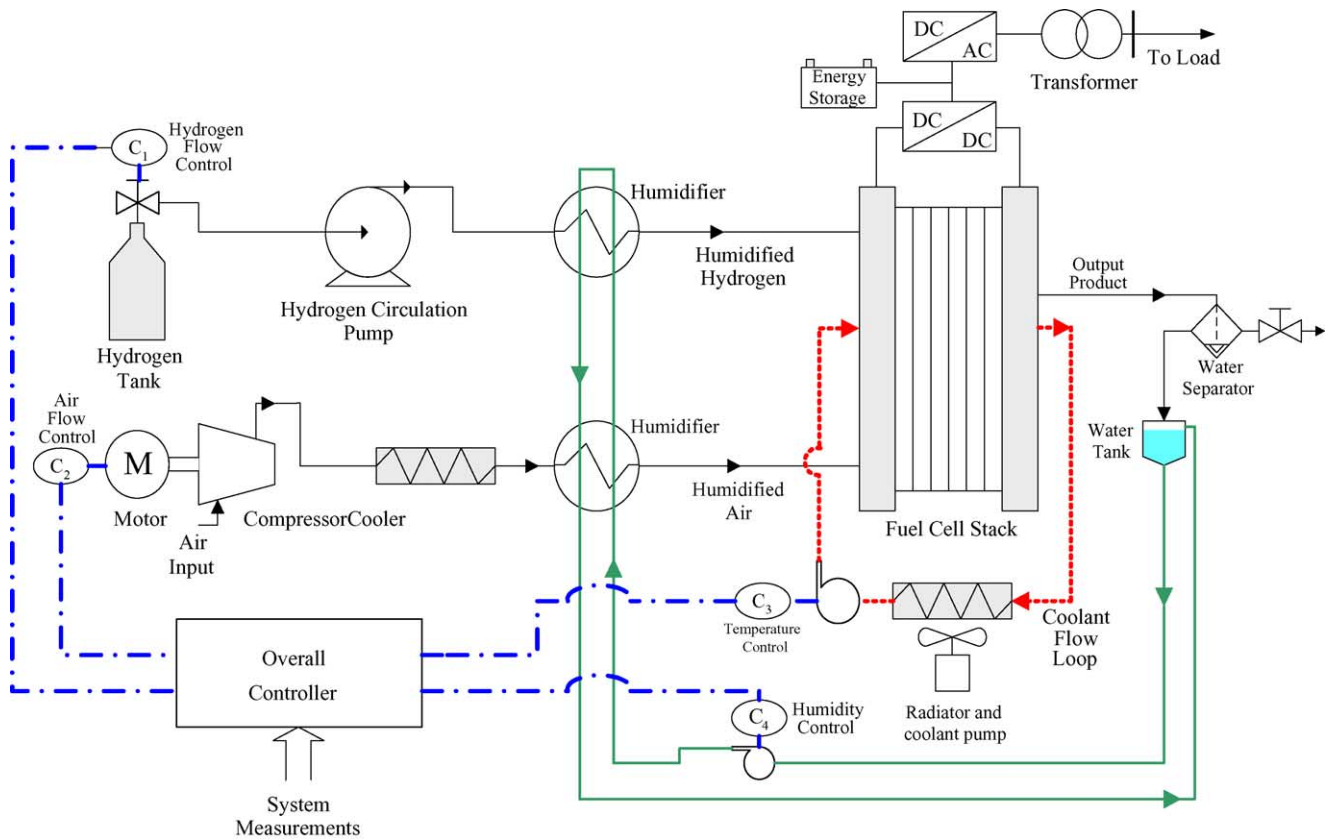 DC
AC
To Load
Transformer
Energy
Storage
DC
DC
Hydrogen
Flow
Control
C1
Humidifier
Humidified
Hydrogen
Hydrogen Circulation
Pump
Hydrogen
Tank
Output
Product
Water
Separator
Air
Flow
Control
C2
M
Motor
Air
Input
CompressorCooler
Humidifier
Humidified
Air
Fuel Cell Stack
Water
Tank
C3
Temperature
Control
Coolant
Flow
Loop
Radiator and
coolant pump
Overall
Controller
C4
Humidity
Control
System
Measurements